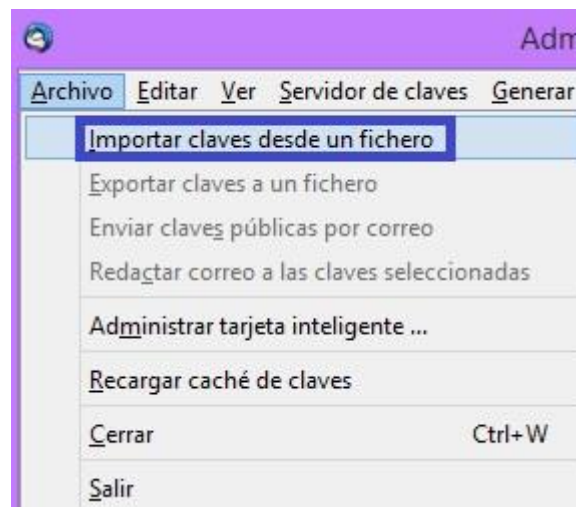 Adm
Archivo Editar Ver Servidor de claves Generar
Importar claves desde un fichero
Exportar claves a un fichero
Enviar claves públicas por correo
Redactar correo a las claves seleccionadas
Administrar tarjeta inteligente ...
Recargar caché de claves
Cerrar Ctrl+W
Salir